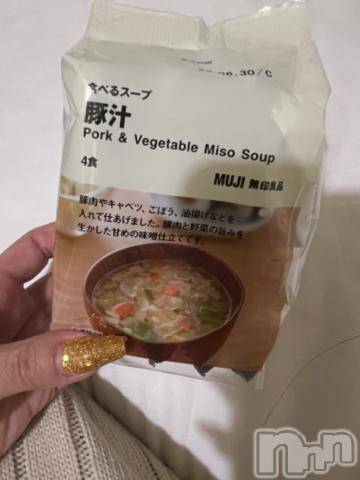 .30/C
食べるスープ
豚汁
Pork & Vegetable Miso Soup
4食
MUJI 無印良品
豚肉やキャベツ、ごぼう、油揚げなどを
入れて仕あげました。豚肉と野菜の旨みを
生かした甘めの味噌仕立てです。
nnn